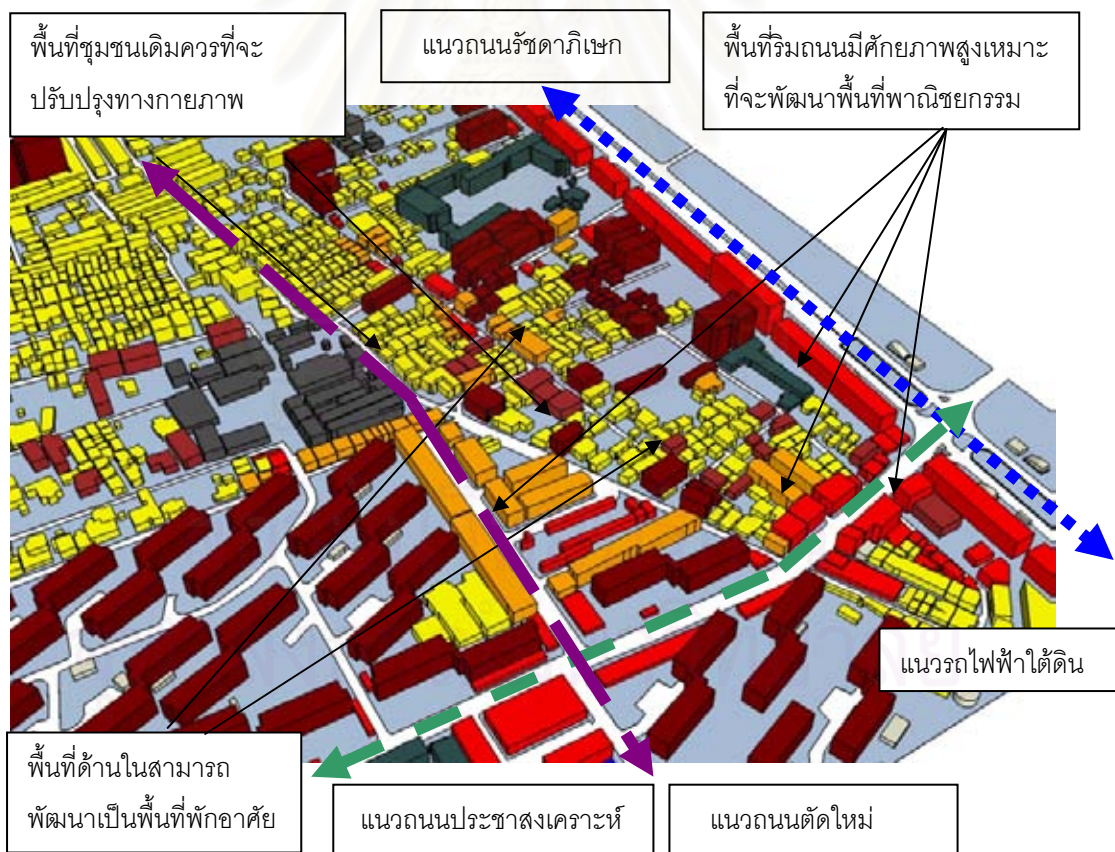 พื้นที่ชุมชนเดิมควรที่จะ
ปรับปรุงทางกายภาพ
แนวถนนรัชดาภิเษก
พื้นที่ริมถนนมีศักยภาพสูงเหมาะ
ที่จะพัฒนาพื้นที่พาณิชยกรรม
แนวรถไฟฟ้าใต้ดิน
พื้นที่ด้านในสามารถ
พัฒนาเป็นพื้นที่พักอาศัย
แนวถนนประชาสงเคราะห์
แนวถนนตัดใหม่